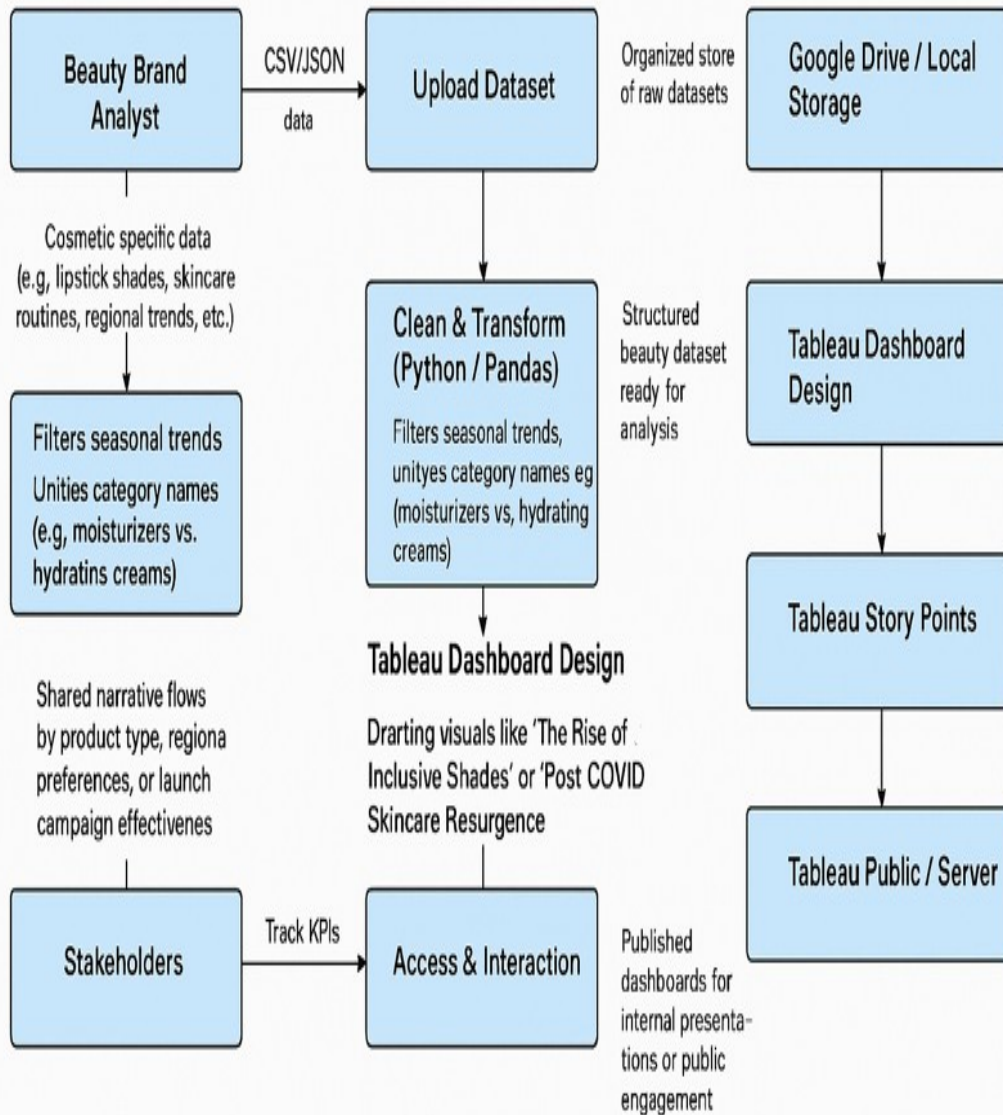 Beauty Brand
Analyst
CSV/JSON
data
Upload Dataset
Organized store
of raw datasets
Google Drive / Local
Storage
Cosmetic specific data
(e.g, lipstick shades, skincare
routines, regional trends, etc.)
Clean & Transform
(Python / Pandas)
Filters seasonal trends,
unityes category names eg
(moisturizers vs, hydrating
creams)
Structured
beauty dataset
ready for
analysis
Tableau Dashboard
Design
Filters seasonal trends
Unities category names
(e.g, moisturizers vs.
hydratins creams)
Tableau Story Points
Tableau Dashboard Design
Drarting visuals like 'The Rise of
Inclusive Shades' or 'Post COVID
Skincare Resurgence
Shared narrative flows
by product type, regiona
preferences, or launch
campaign effectivenes
Tableau Public / Server
Stakeholders
Track KPIs
Access & Interaction
Published
dashboards for
internal presenta-
tions or public
engagement